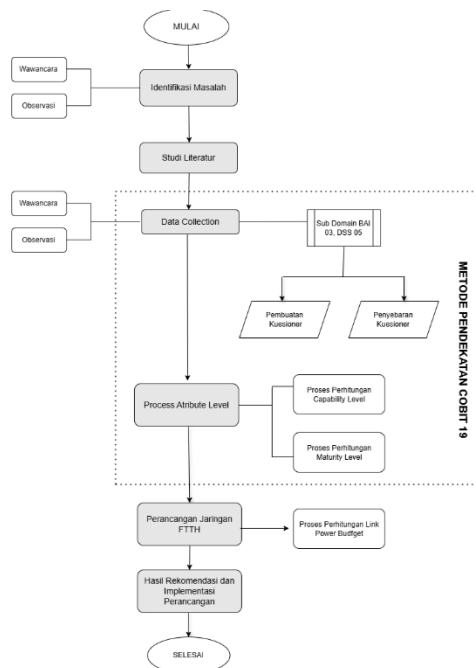 MULAI
Wawancara
Observasi
Identifikasi Masalah
Studi Literatur
Wawancara
Observasi
Data Collection
Sub Domain BAI
03, DSS 05
Pembuatan
Kuessioner
Penyebaran
Kuessioner
METODE PENDEKATAN COBIT 19
Process Atribute Level
Proses Perhitungan
Capability Level
Proses Perhitungan
Maturity Level
Perancangan Jaringan
FTTH
Proses Perhitungan Link
Power Budfget
Hasil Rekomendasi dan
Implementasi
Perancangan
SELESAI